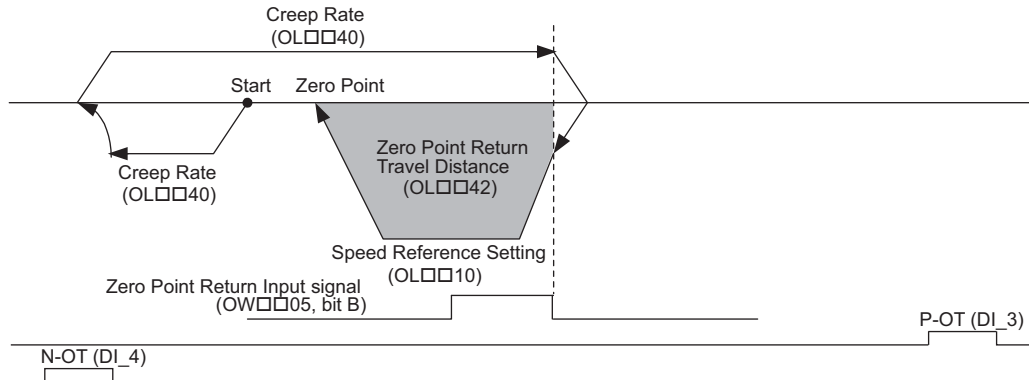 Creep Rate
(OL□□40)
Start
Zero Point
Creep Rate
(OL□□40)
Zero Point Return
Travel Distance
(OL□□42)
Speed Reference Setting
(OL□□10)
Zero Point Return Input signal
(OW□□05, bit B)
P-OT (DI_3)
N-OT (DI_4)